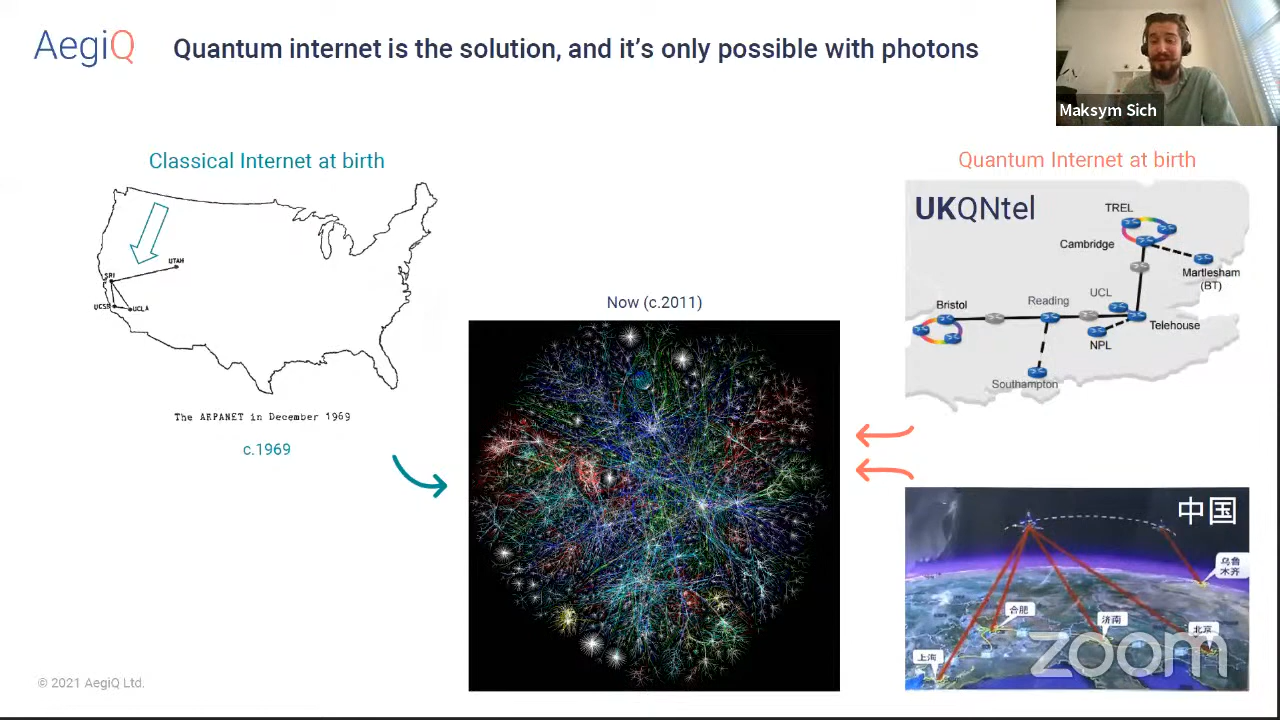 AegiQ
Quantum internet is the solution, and it's only possible with photons
Maksym Sich
Classical Internet at birth
SRI
UTAH
UCSB
UCLA
The ARPANET in December 1969
c.1969
Now (c.2011)
Quantum Internet at birth
UKQNtel
TREL
Cambridge
Martlesham
(BT)
UCL
Reading
Bristol
Telehouse
NPL
Southampton
中国
乌鲁
木齐
合肥
济南
北京
上海
zoom
© 2021 AegiQ Ltd.